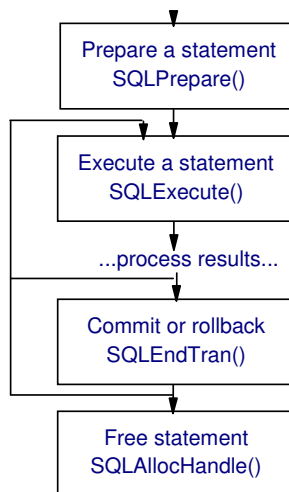 Prepare a statement
SQLPrepare()
Execute a statement
SQLExecute()
...process results...
Commit or rollback
SQLEndTran()
Free statement
SQLAllocHandle()